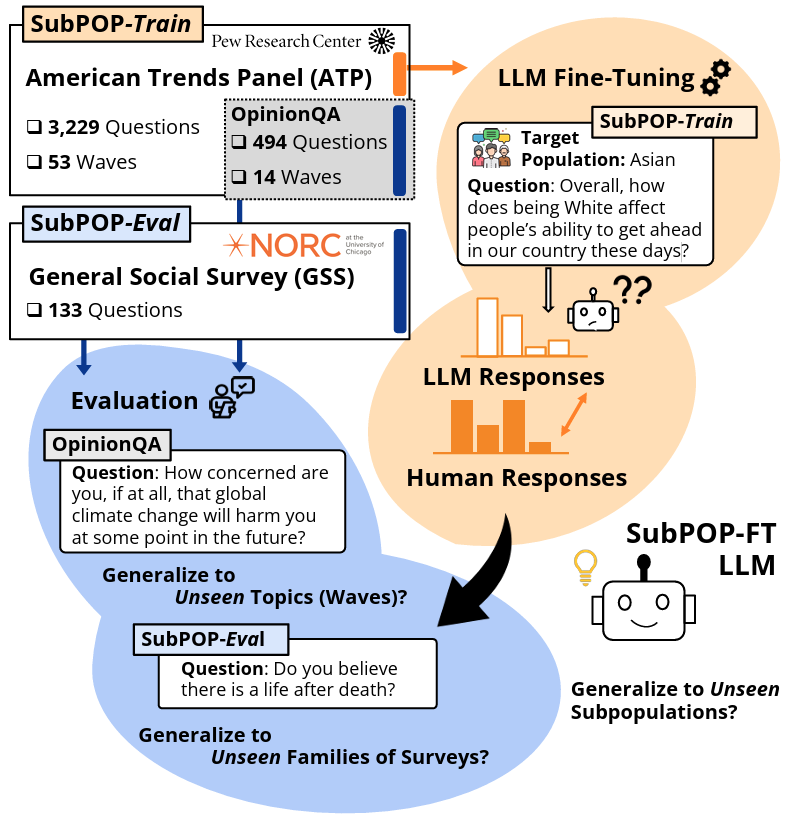 SubPOP-Train
Pew Research Center
American Trends Panel (ATP)
3,229 Questions
53 Waves
OpinionQA
494 Questions
14 Waves
SubPOP-Eval
NORC at the University of Chicago
General Social Survey (GSS)
133 Questions
LLM Fine-Tuning
SubPOP-Train
Target
Population: Asian
Question: Overall, how
does being White affect
people's ability to get ahead
in our country these days?
??
LLM Responses
Human Responses
Evaluation
OpinionQA
Question: How concerned are
you, if at all, that global
climate change will harm you
at some point in the future?
Generalize to
Unseen Topics (Waves)?
SubPOP-Eval
Question: Do you believe
there is a life after death?
Generalize to
Unseen Families of Surveys?
SubPOP-FT
LLM
Generalize to Unseen
Subpopulations?